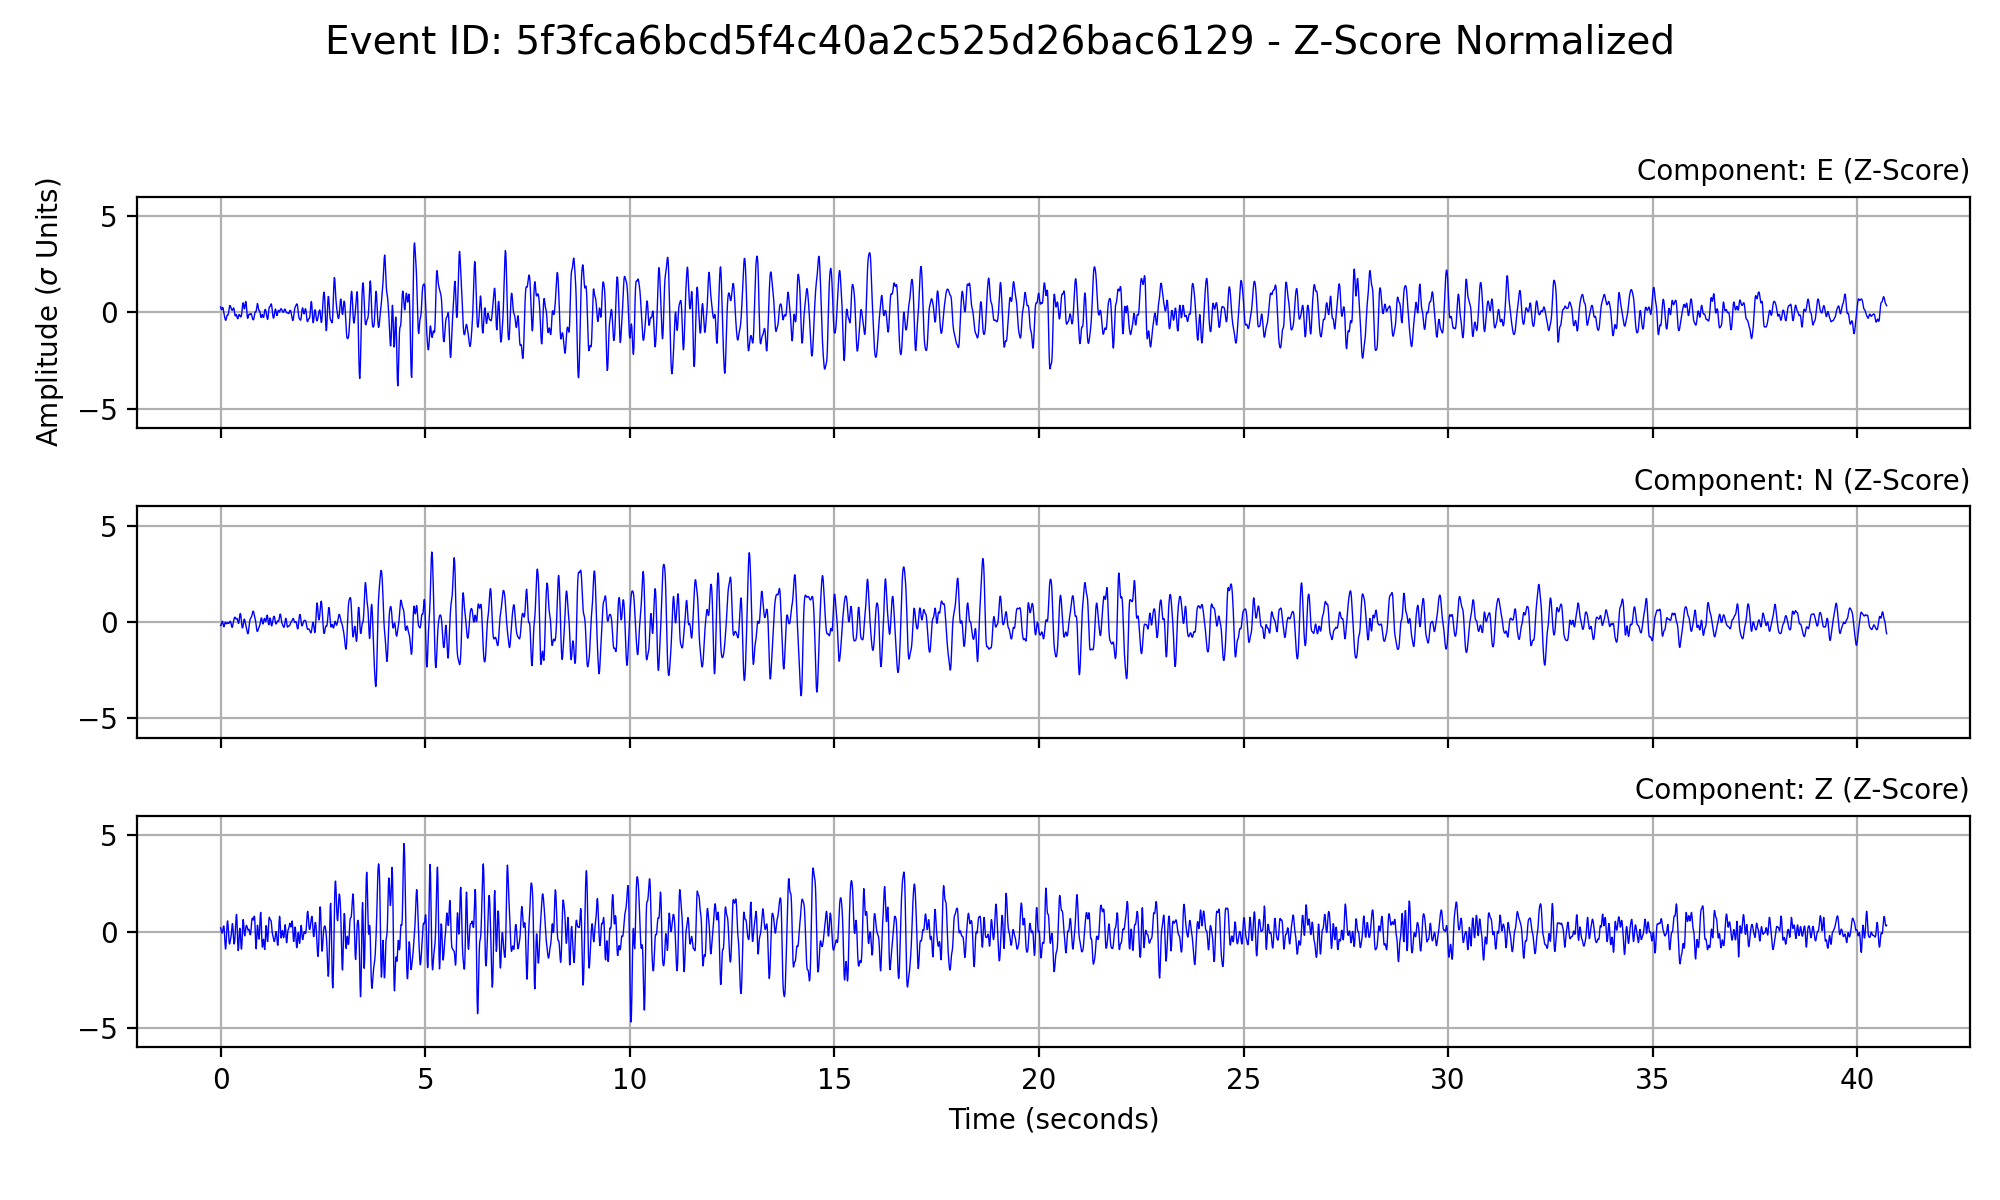 Event ID: 5f3fca6bcd5f4c40a2c525d26bac6129 - Z-Score Normalized
Component: E (Z-Score)
Amplitude (σ Units)
5
0
−5
Component: N (Z-Score)
5
0
−5
Component: Z (Z-Score)
5
0
−5
0 5 10 15 20 25 30 35 40
Time (seconds)